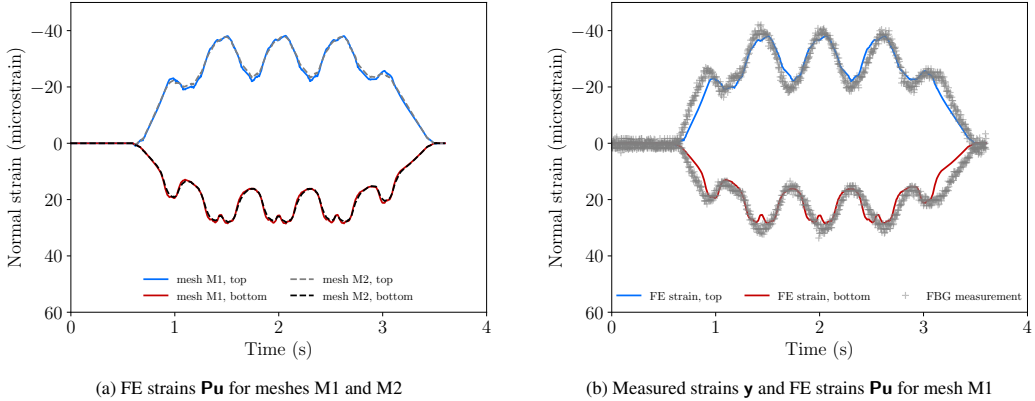 −40
−20
0
20
40
60
Normal strain (microstrain)
0 1 2 3 4
Time (s)
mesh M1, top
mesh M1, bottom
mesh M2, top
mesh M2, bottom
(a) FE strains Pu for meshes M1 and M2
−40
−20
0
20
40
60
Normal strain (microstrain)
0 1 2 3 4
Time (s)
FE strain, top
FE strain, bottom
FBG measurement
(b) Measured strains y and FE strains Pu for mesh M1